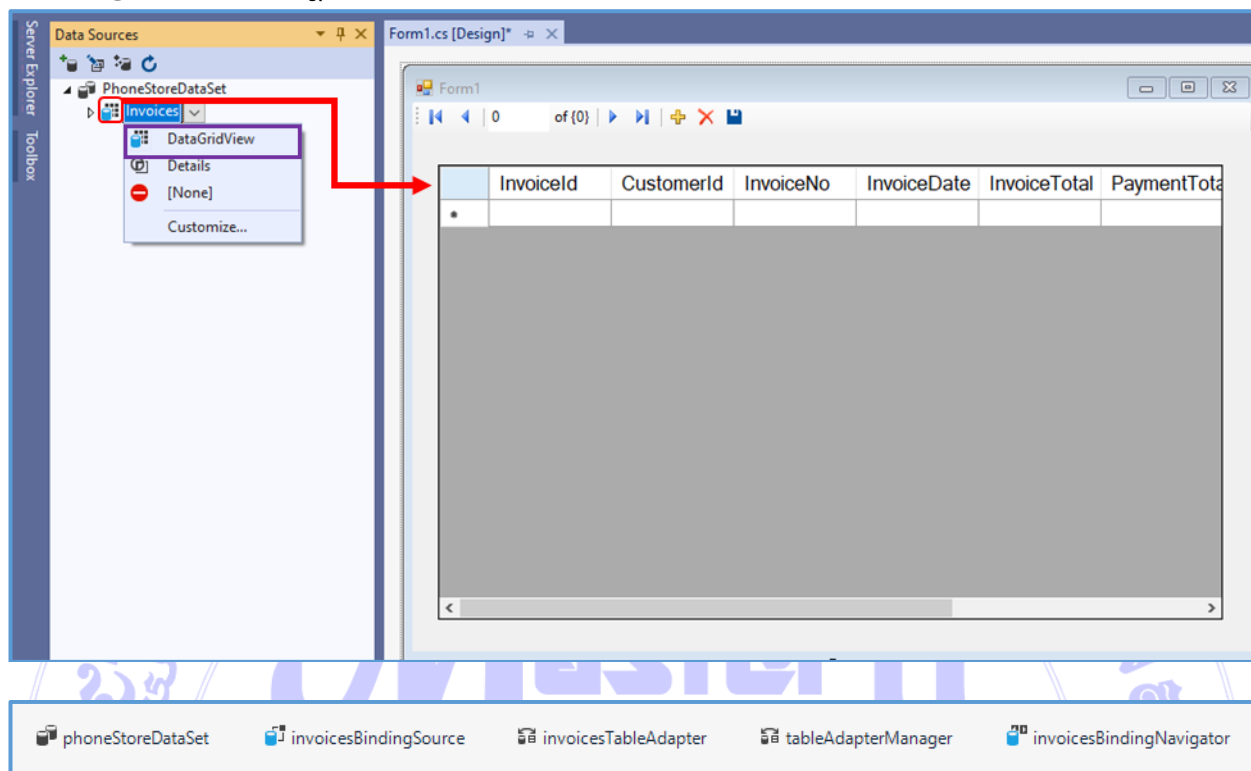 Server Explorer
Toolbox
Data Sources
PhoneStoreDataSet
Invoices
DataGridView
Details
[None]
Customize...
Form1.cs [Design]*
Form1
0 of {0}
InvoiceId CustomerId InvoiceNo InvoiceDate InvoiceTotal PaymentTota
phoneStoreDataSet invoicesBindingSource invoicesTableAdapter tableAdapterManager invoicesBindingNavigator